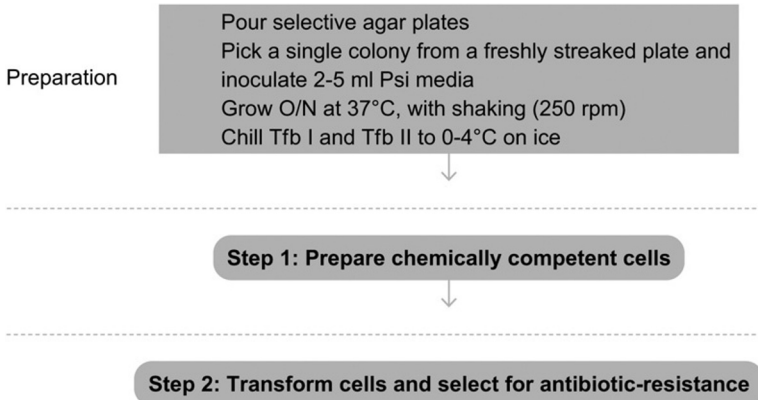 Pour selective agar plates
Pick a single colony from a freshly streaked plate and
Preparation
inoculate 2-5 ml Psi media
Grow O/N at 37°C, with shaking (250 rpm)
Chill Tfb I and Tfb II to 0-4°C on ice
Step 1: Prepare chemically competent cells
Step 2: Transform cells and select for antibiotic-resistance